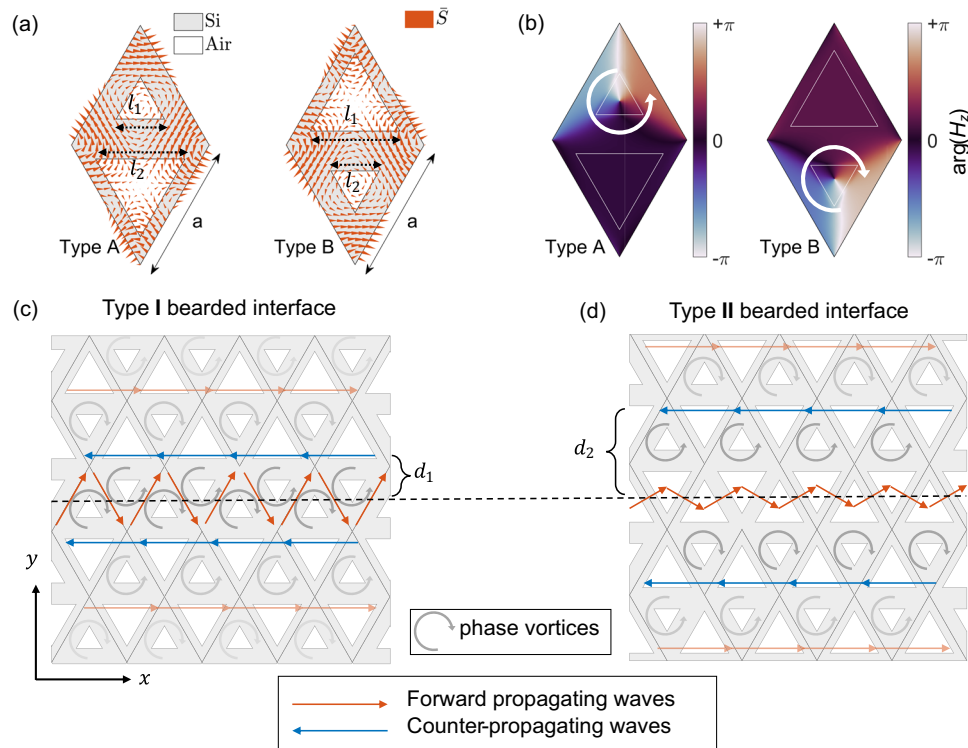 (a)
Si
Air
S̄
l₁
l₂
a
Type A
l₁
l₂
a
Type B
(b)
+π
0
-π
Type A
+π
0
-π
arg(H_z)
Type B
(c)
Type I bearded interface
d₁
y
x
(d)
Type II bearded interface
d₂
phase vortices
Forward propagating waves
Counter-propagating waves